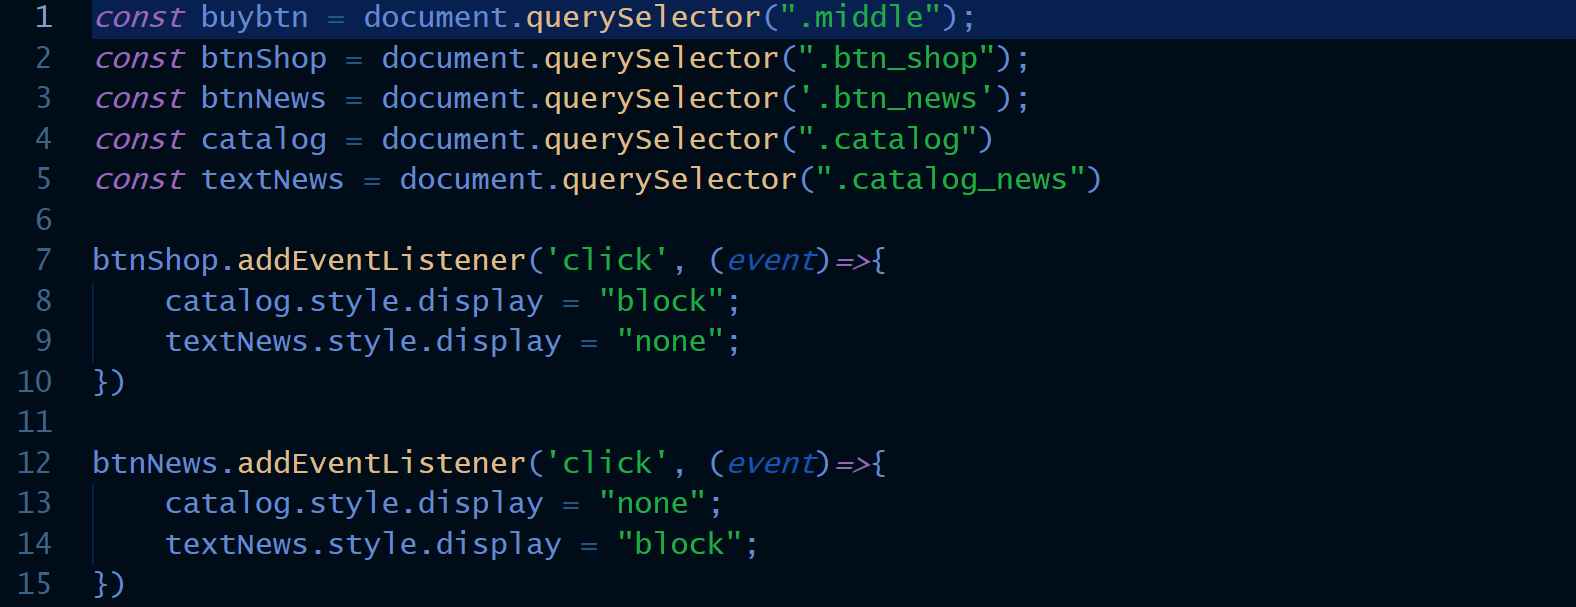 1 const buybtn = document.querySelector(".middle");
2 const btnShop = document.querySelector(".btn_shop");
3 const btnNews = document.querySelector('.btn_news');
4 const catalog = document.querySelector(".catalog")
5 const textNews = document.querySelector(".catalog_news")
6
7 btnShop.addEventListener('click', (event)=>{
8     catalog.style.display = "block";
9     textNews.style.display = "none";
10 })
11
12 btnNews.addEventListener('click', (event)=>{
13     catalog.style.display = "none";
14     textNews.style.display = "block";
15 })